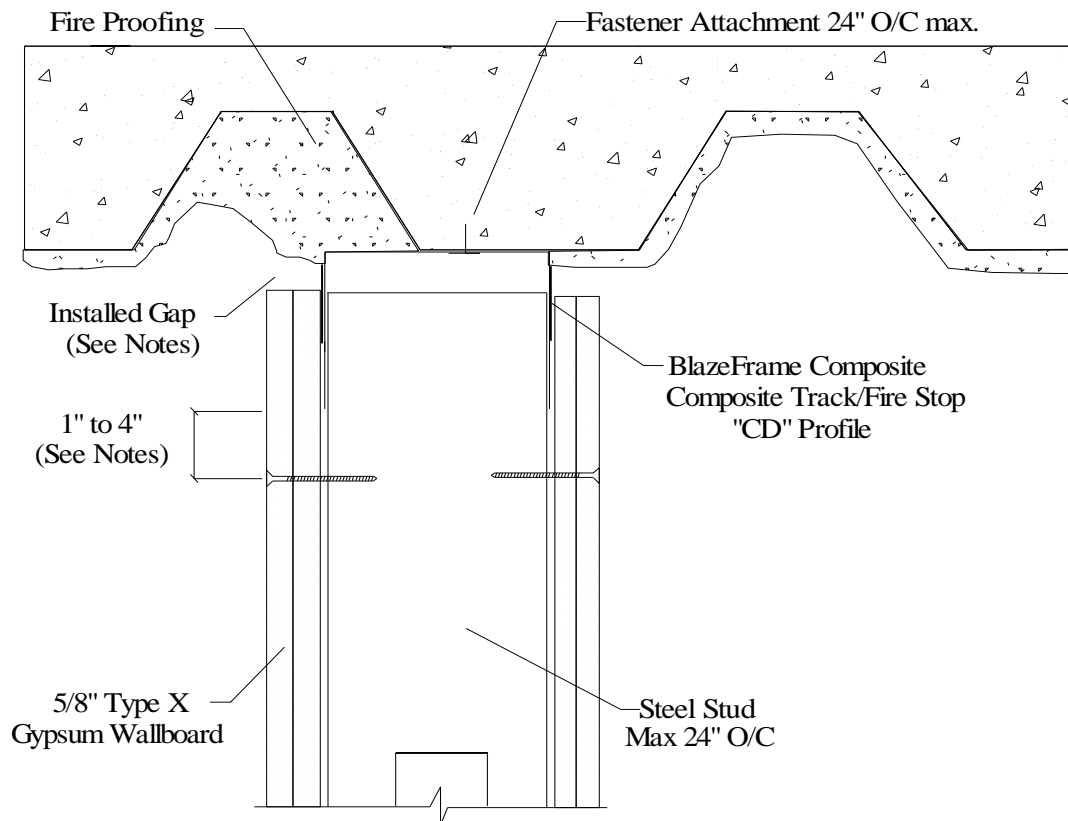 Fire Proofing
Fastener Attachment 24" O/C max.
Installed Gap
(See Notes)
BlazeFrame Composite
Composite Track/Fire Stop
"CD" Profile
1" to 4"
(See Notes)
5/8" Type X
Gypsum Wallboard
Steel Stud
Max 24" O/C